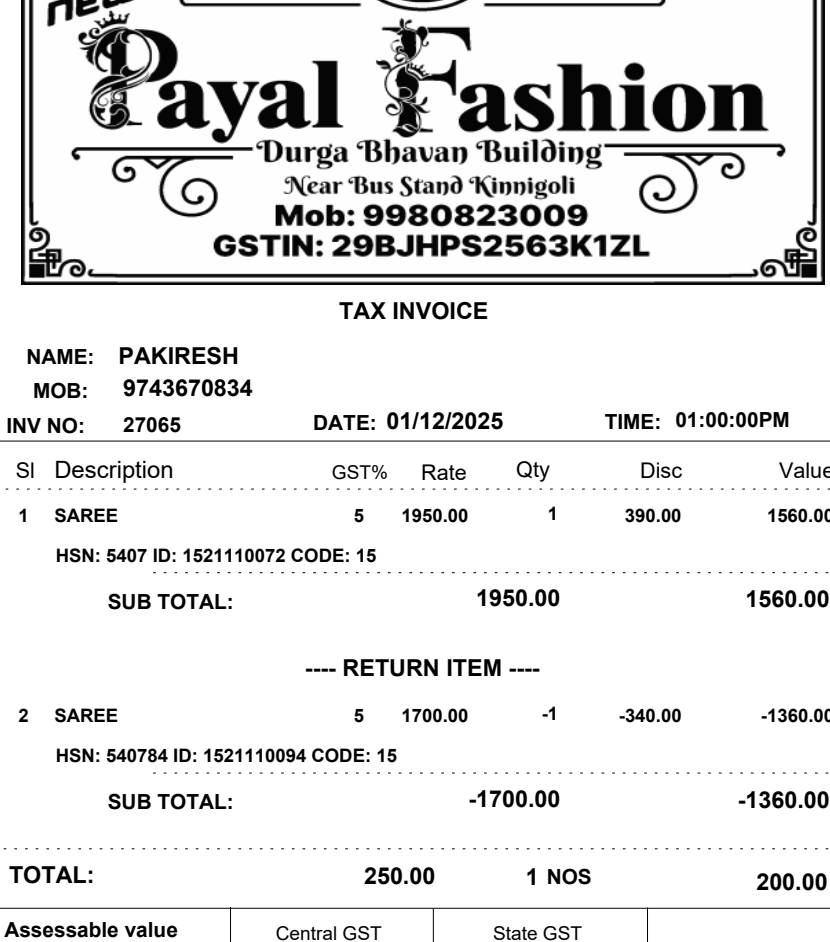 new
Payal Fashion
Durga Bhavan Building
Near Bus Stand Kinnigoli
Mob: 9980823009
GSTIN: 29BJHPS2563K1ZL
TAX INVOICE
NAME: PAKIRESH
MOB: 9743670834
INV NO: 27065 DATE: 01/12/2025 TIME: 01:00:00PM
Sl Description GST% Rate Qty Disc Value
1 SAREE 5 1950.00 1 390.00 1560.00
HSN: 5407 ID: 1521110072 CODE: 15
SUB TOTAL: 1950.00 1560.00
---- RETURN ITEM ----
2 SAREE 5 1700.00 -1 -340.00 -1360.00
HSN: 540784 ID: 1521110094 CODE: 15
SUB TOTAL: -1700.00 -1360.00
TOTAL: 250.00 1 NOS 200.00
Assessable value Central GST State GST